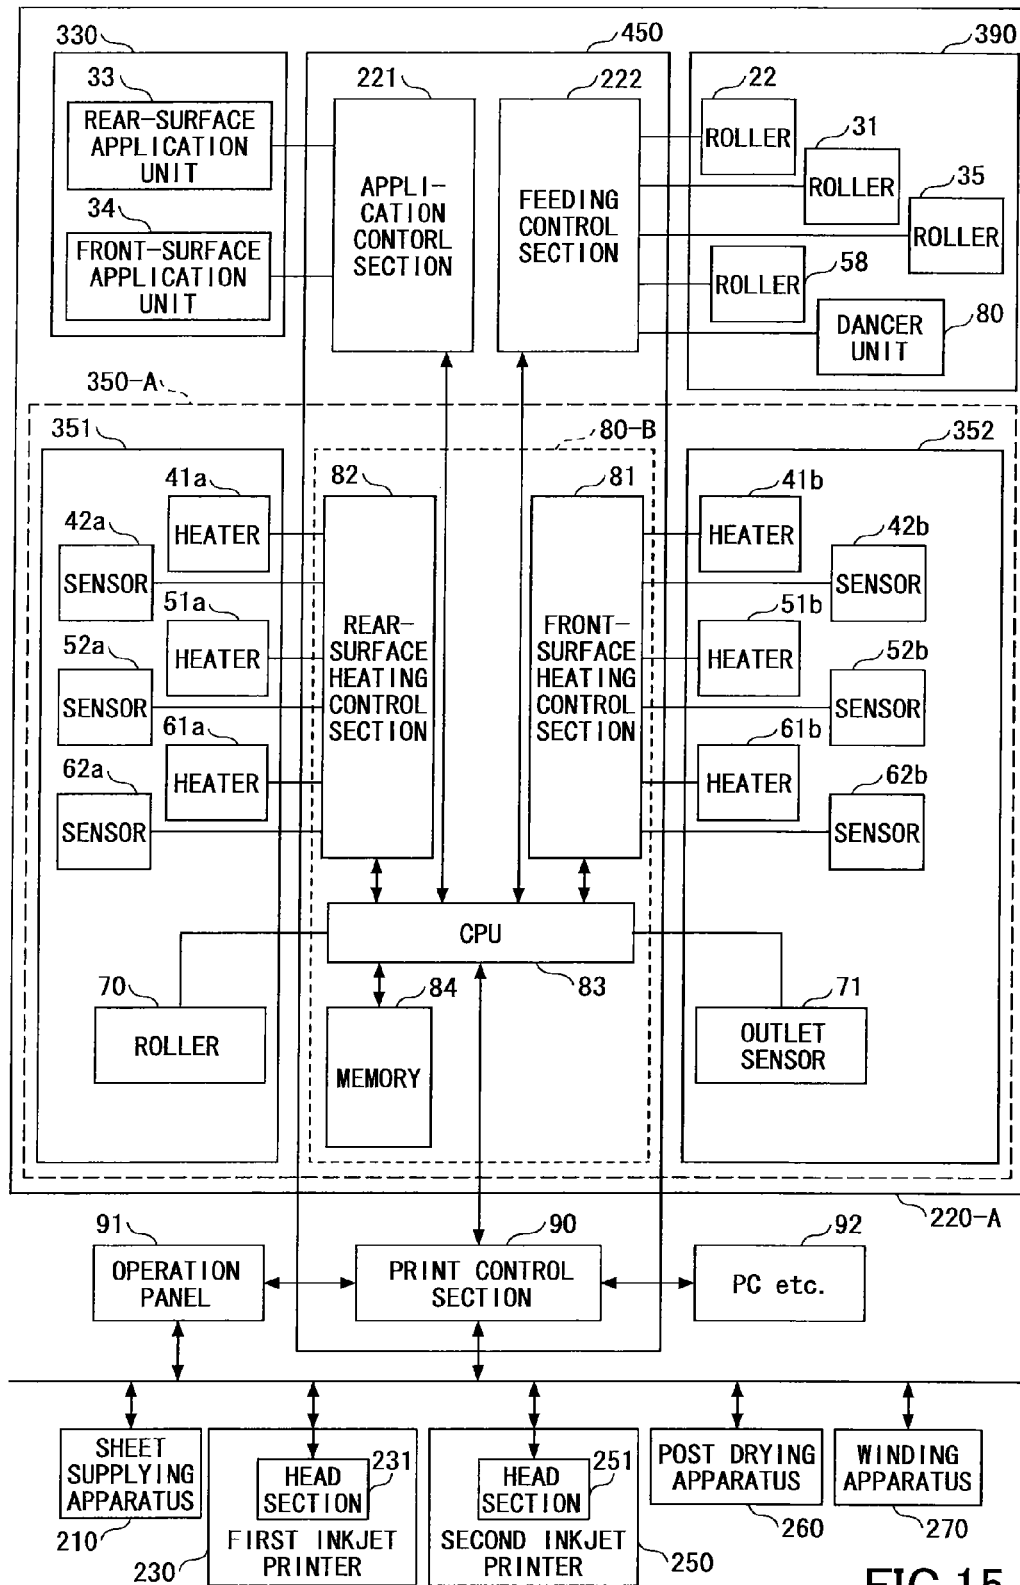 330
450
390
33
221
222
22
REAR-SURFACE
APPLICATION
UNIT
ROLLER
31
ROLLER
35
ROLLER
APPLI-
CATION
CONTORL
SECTION
FEEDING
CONTROL
SECTION
34
FRONT-SURFACE
APPLICATION
UNIT
ROLLER
58
DANCER
UNIT
80
350-A
351
80-B
352
41a
82
81
41b
HEATER
HEATER
42a
42b
SENSOR
SENSOR
51a
51b
HEATER
HEATER
REAR-
SURFACE
HEATING
CONTROL
SECTION
FRONT-
SURFACE
HEATING
CONTROL
SECTION
52a
52b
SENSOR
SENSOR
61a
61b
HEATER
HEATER
62a
62b
SENSOR
SENSOR
CPU
83
70
84
71
ROLLER
MEMORY
OUTLET
SENSOR
220-A
91
90
92
OPERATION
PANEL
PRINT CONTROL
SECTION
PC etc.
SHEET
SUPPLYING
APPARATUS
210
HEAD
SECTION
231
FIRST INKJET
PRINTER
230
HEAD
SECTION
251
SECOND INKJET
PRINTER
250
POST DRYING
APPARATUS
260
WINDING
APPARATUS
270
FIG.15